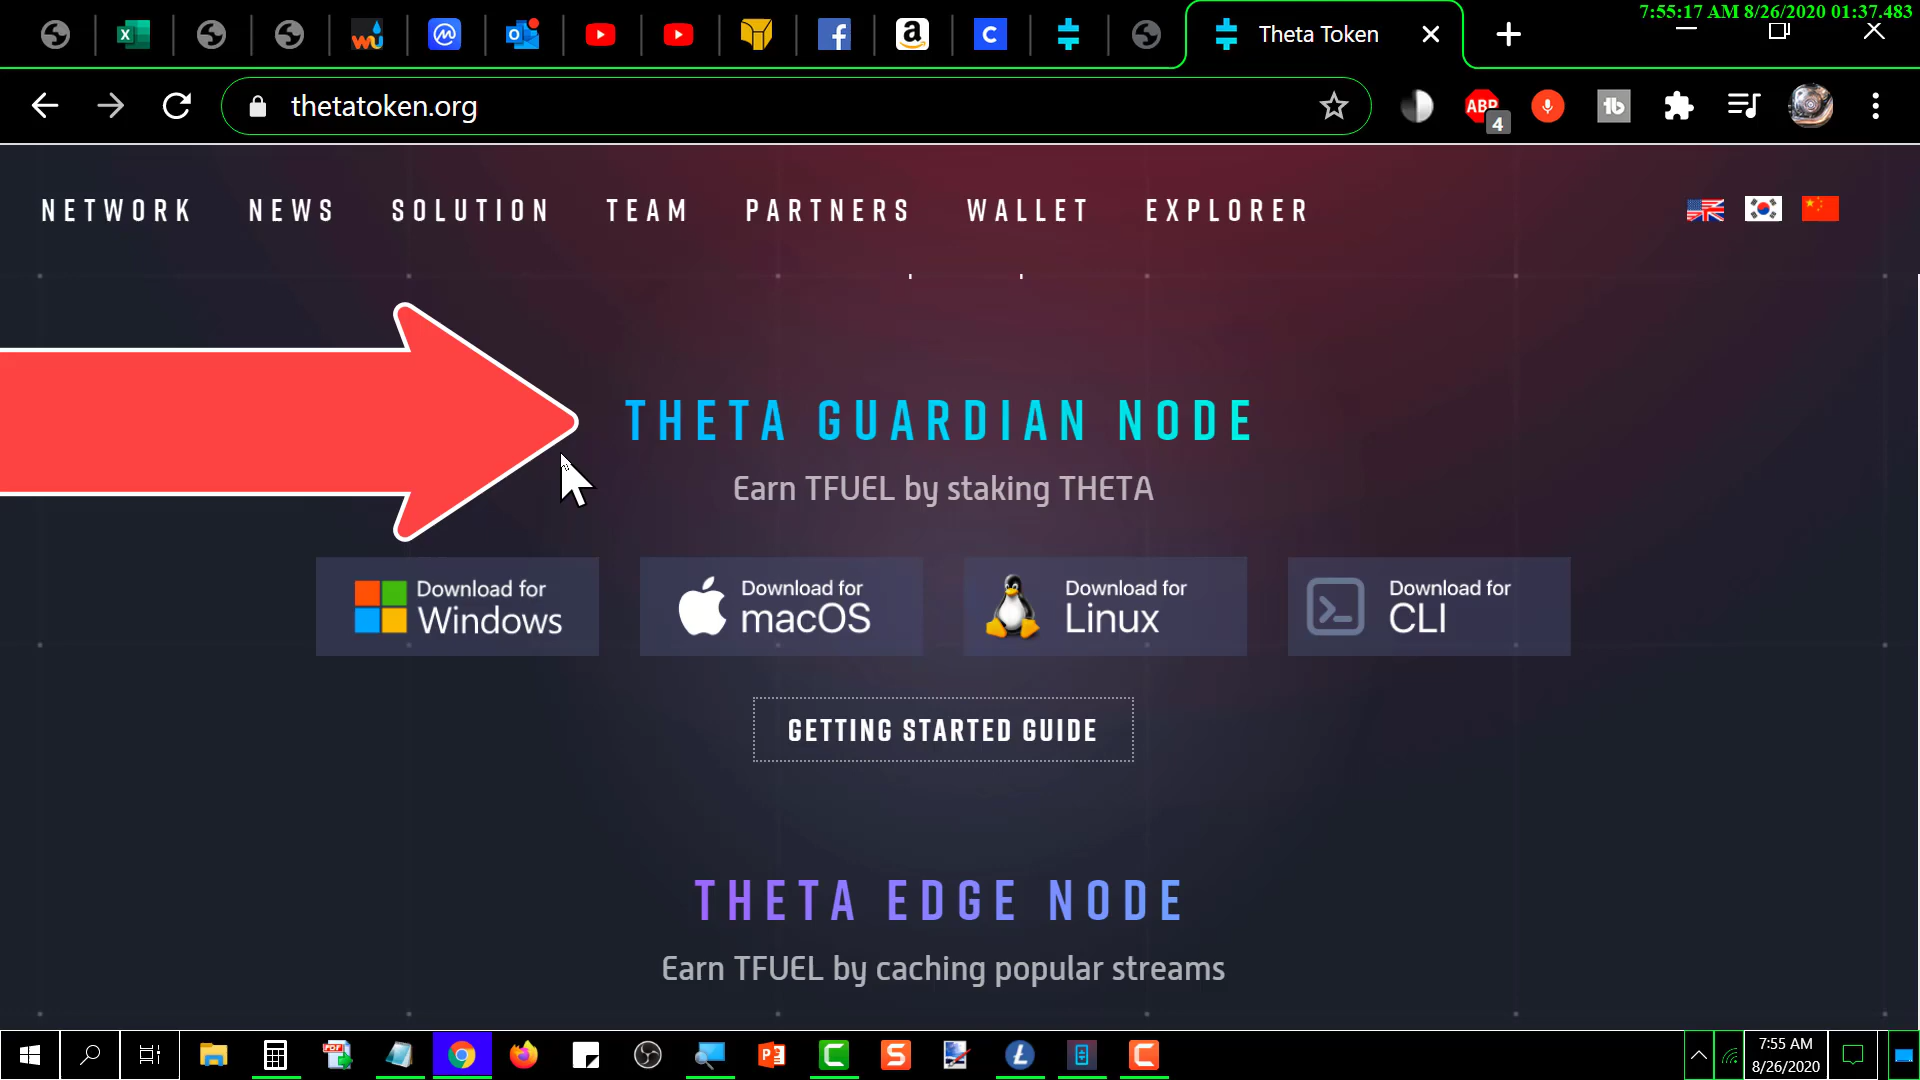 7:55:17 AM 8/26/2020 01:37.483
Theta Token
thetatoken.org
ABP
4
NETWORK NEWS SOLUTION TEAM PARTNERS WALLET EXPLORER
THETA GUARDIAN NODE
Earn TFUEL by staking THETA
Download for
Windows
Download for
macOS
Download for
Linux
Download for
CLI
GETTING STARTED GUIDE
THETA EDGE NODE
Earn TFUEL by caching popular streams
7:55 AM
8/26/2020